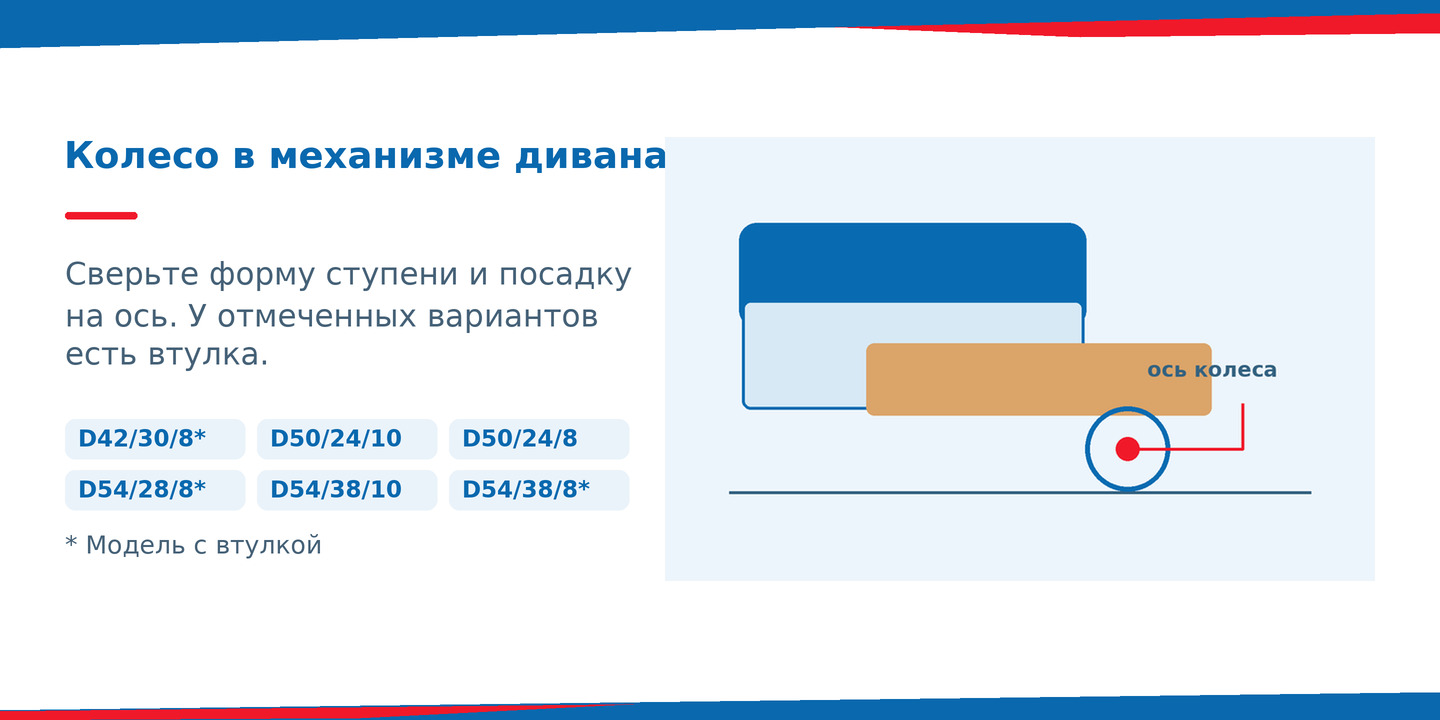 Колесо в механизме дивана
Сверьте форму ступени и посадку
на ось. У отмеченных вариантов
есть втулка.
D42/30/8* D50/24/10 D50/24/8
D54/28/8* D54/38/10 D54/38/8*
* Модель с втулкой
ось колеса